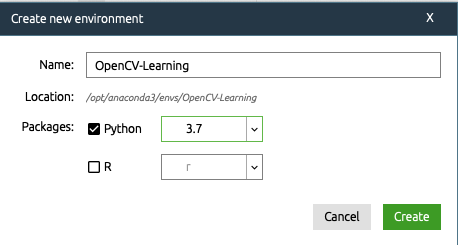 Create new environment X
Name: OpenCV-Learning
Location: /opt/anaconda3/envs/OpenCV-Learning
Packages: Python 3.7
R r
Cancel Create